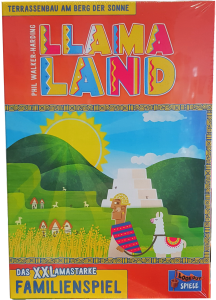 TERRASSENBAU AM BERG DER SONNE
PHIL WALKER-HARDING
LLAMA
LAND
DAS XXLAMASTARKE
FAMILIENSPIEL
LOOKOUT
SPIELE